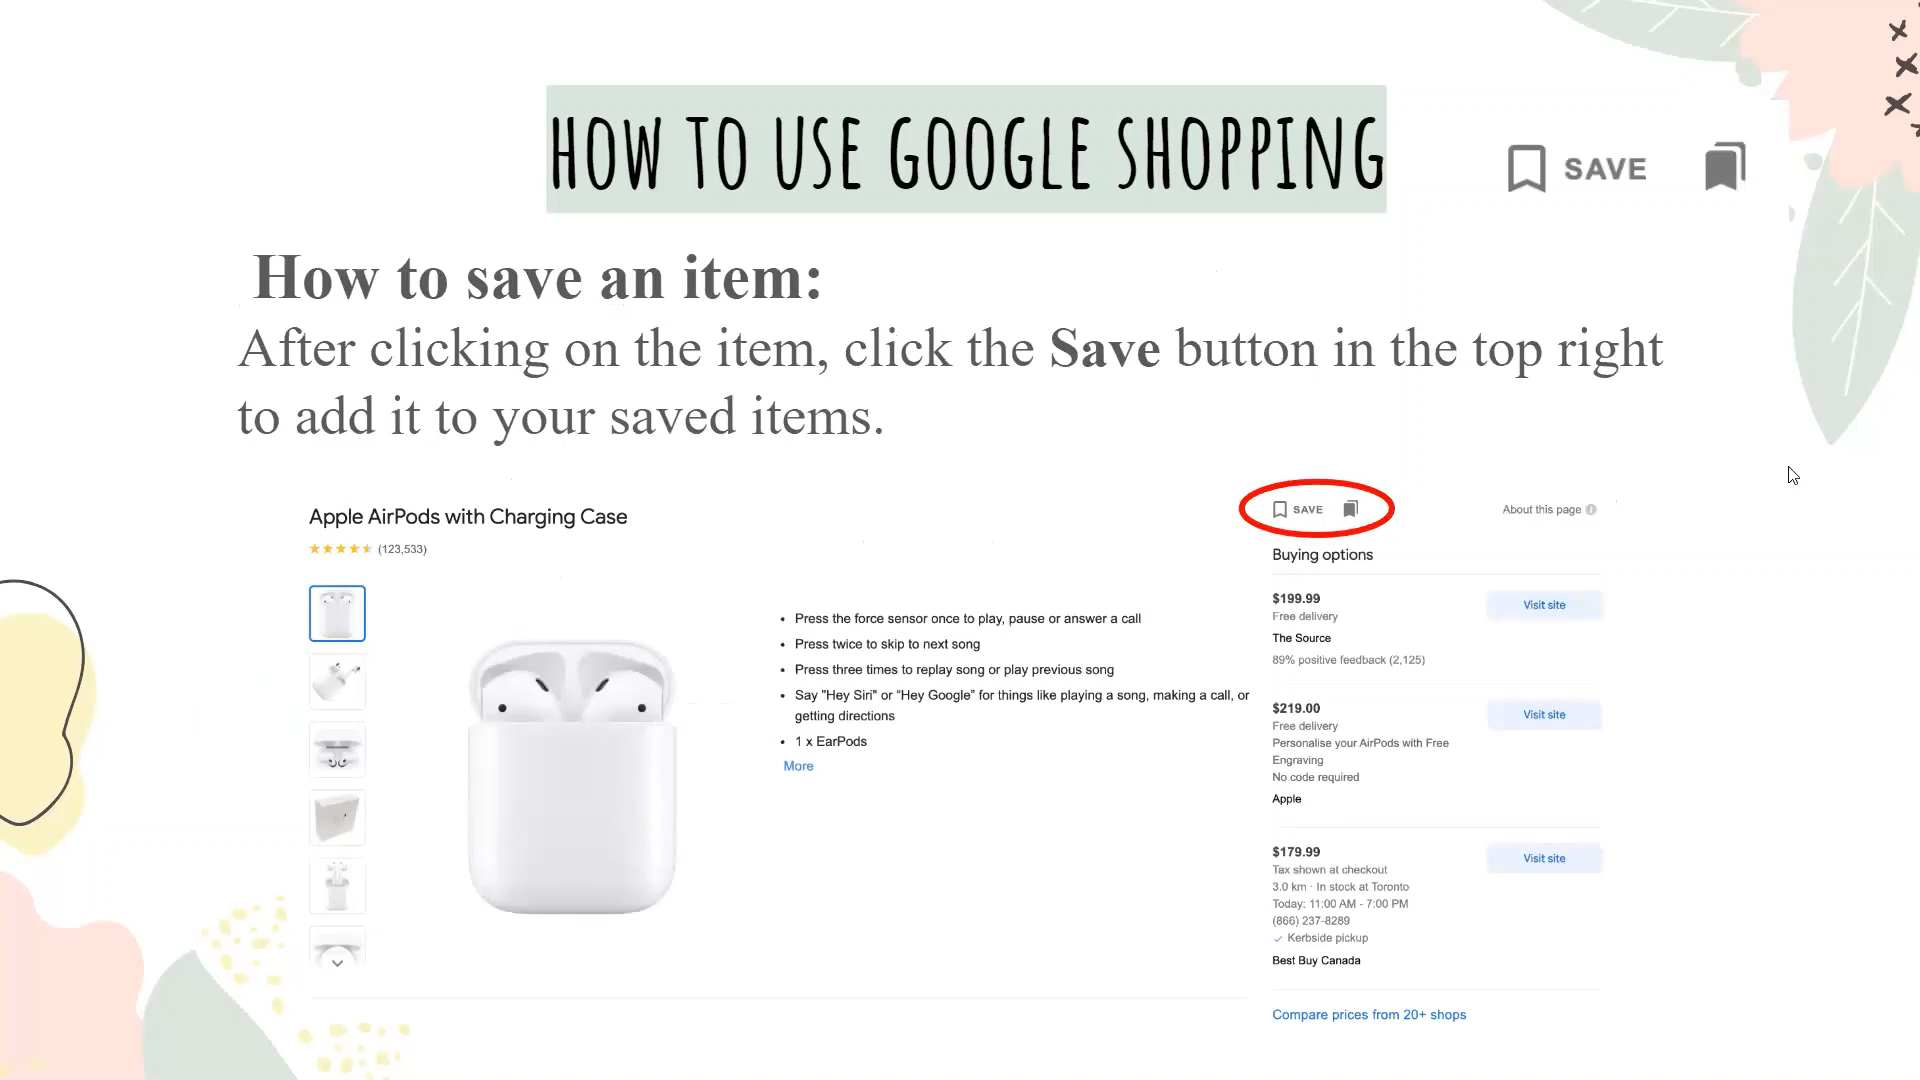 HOW TO USE GOOGLE SHOPPING
SAVE
How to save an item:
After clicking on the item, click the Save button in the top right
to add it to your saved items.
Apple AirPods with Charging Case
(123,533)
SAVE
About this page
Buying options
Press the force sensor once to play, pause or answer a call
Press twice to skip to next song
Press three times to replay song or play previous song
Say "Hey Siri" or “Hey Google” for things like playing a song, making a call, or
getting directions
1 x EarPods
More
$199.99
Visit site
Free delivery
The Source
89% positive feedback (2,125)
$219.00
Visit site
Free delivery
Personalise your AirPods with Free
Engraving
No code required
Apple
$179.99
Visit site
Tax shown at checkout
3.0 km · In stock at Toronto
Today: 11:00 AM - 7:00 PM
(866) 237-8289
Kerbside pickup
Best Buy Canada
Compare prices from 20+ shops